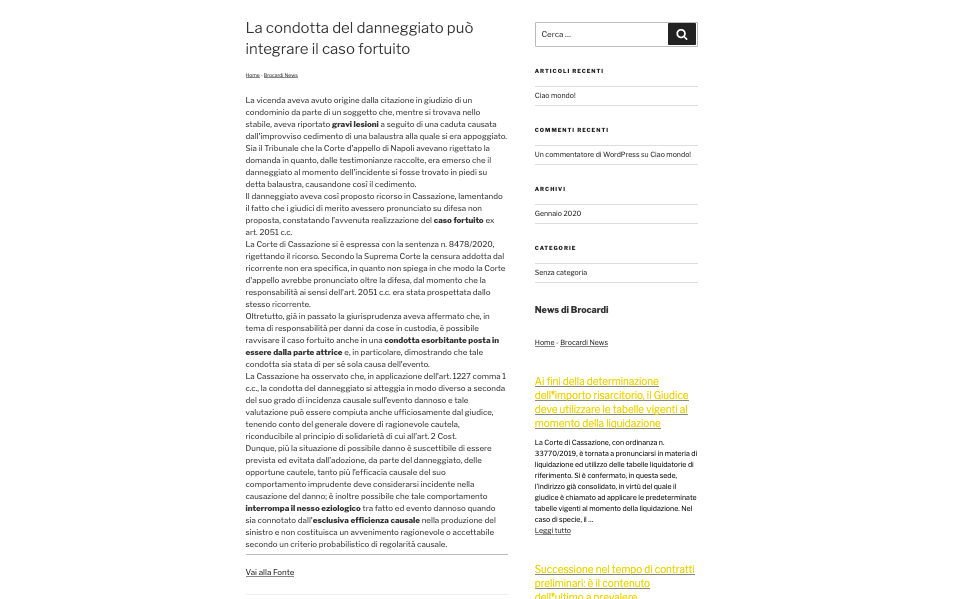 La condotta del danneggiato può
integrare il caso fortuito
Home - Brocardi News
La vicenda aveva avuto origine dalla citazione in giudizio di un
condominio da parte di un soggetto che, mentre si trovava nello
stabile, aveva riportato gravi lesioni a seguito di una caduta causata
dall'improvviso cedimento di una balaustra alla quale si era appoggiato.
Sia il Tribunale che la Corte d'appello di Napoli avevano rigettato la
domanda in quanto, dalle testimonianze raccolte, era emerso che il
danneggiato al momento dell'incidente si fosse trovato in piedi su
detta balaustra, causandone così il cedimento.
Il danneggiato aveva così proposto ricorso in Cassazione, lamentando
il fatto che i giudici di merito avessero pronunciato su difesa non
proposta, constatando l'avvenuta realizzazione del caso fortuito ex
art. 2051 c.c.
La Corte di Cassazione si è espressa con la sentenza n. 8478/2020,
rigettando il ricorso. Secondo la Suprema Corte la censura addotta dal
ricorrente non era specifica, in quanto non spiega in che modo la Corte
d'appello avrebbe pronunciato oltre la difesa, dal momento che la
responsabilità ai sensi dell'art. 2051 c.c. era stata prospettata dallo
stesso ricorrente.
Oltretutto, già in passato la giurisprudenza aveva affermato che, in
tema di responsabilità per danni da cose in custodia, è possibile
ravvisare il caso fortuito anche in una condotta esorbitante posta in
essere dalla parte attrice e, in particolare, dimostrando che tale
condotta sia stata di per sé sola causa dell'evento.
La Cassazione ha osservato che, in applicazione dell'art. 1227 comma 1
c.c., la condotta del danneggiato si atteggia in modo diverso a seconda
del suo grado di incidenza causale sull'evento dannoso e tale
valutazione può essere compiuta anche ufficiosamente dal giudice,
tenendo conto del generale dovere di ragionevole cautela,
riconducibile al principio di solidarietà di cui all'art. 2 Cost.
Dunque, più la situazione di possibile danno è suscettibile di essere
prevista ed evitata dall'adozione, da parte del danneggiato, delle
opportune cautele, tanto più l'efficacia causale del suo
comportamento imprudente deve considerarsi incidente nella
causazione del danno; è inoltre possibile che tale comportamento
interrompa il nesso eziologico tra fatto ed evento dannoso quando
sia connotato dall'esclusiva efficienza causale nella produzione del
sinistro e non costituisca un avvenimento ragionevole o accettabile
secondo un criterio probabilistico di regolarità causale.
Vai alla Fonte
Cerca …
ARTICOLI RECENTI
Ciao mondo!
COMMENTI RECENTI
Un commentatore di WordPress su Ciao mondo!
ARCHIVI
Gennaio 2020
CATEGORIE
Senza categoria
News di Brocardi
Home - Brocardi News
Ai fini della determinazione
dell'importo risarcitorio, il Giudice
deve utilizzare le tabelle vigenti al
momento della liquidazione
La Corte di Cassazione, con ordinanza n.
33770/2019, è tornata a pronunciarsi in materia di
liquidazione ed utilizzo delle tabelle liquidatorie di
riferimento. Si è confermato, in questa sede,
l'indirizzo già consolidato, in virtù del quale il
giudice è chiamato ad applicare le predeterminate
tabelle vigenti al momento della liquidazione. Nel
caso di specie, il ...
Leggi tutto
Successione nel tempo di contratti
preliminari: è il contenuto
dell'ultimo a prevalere